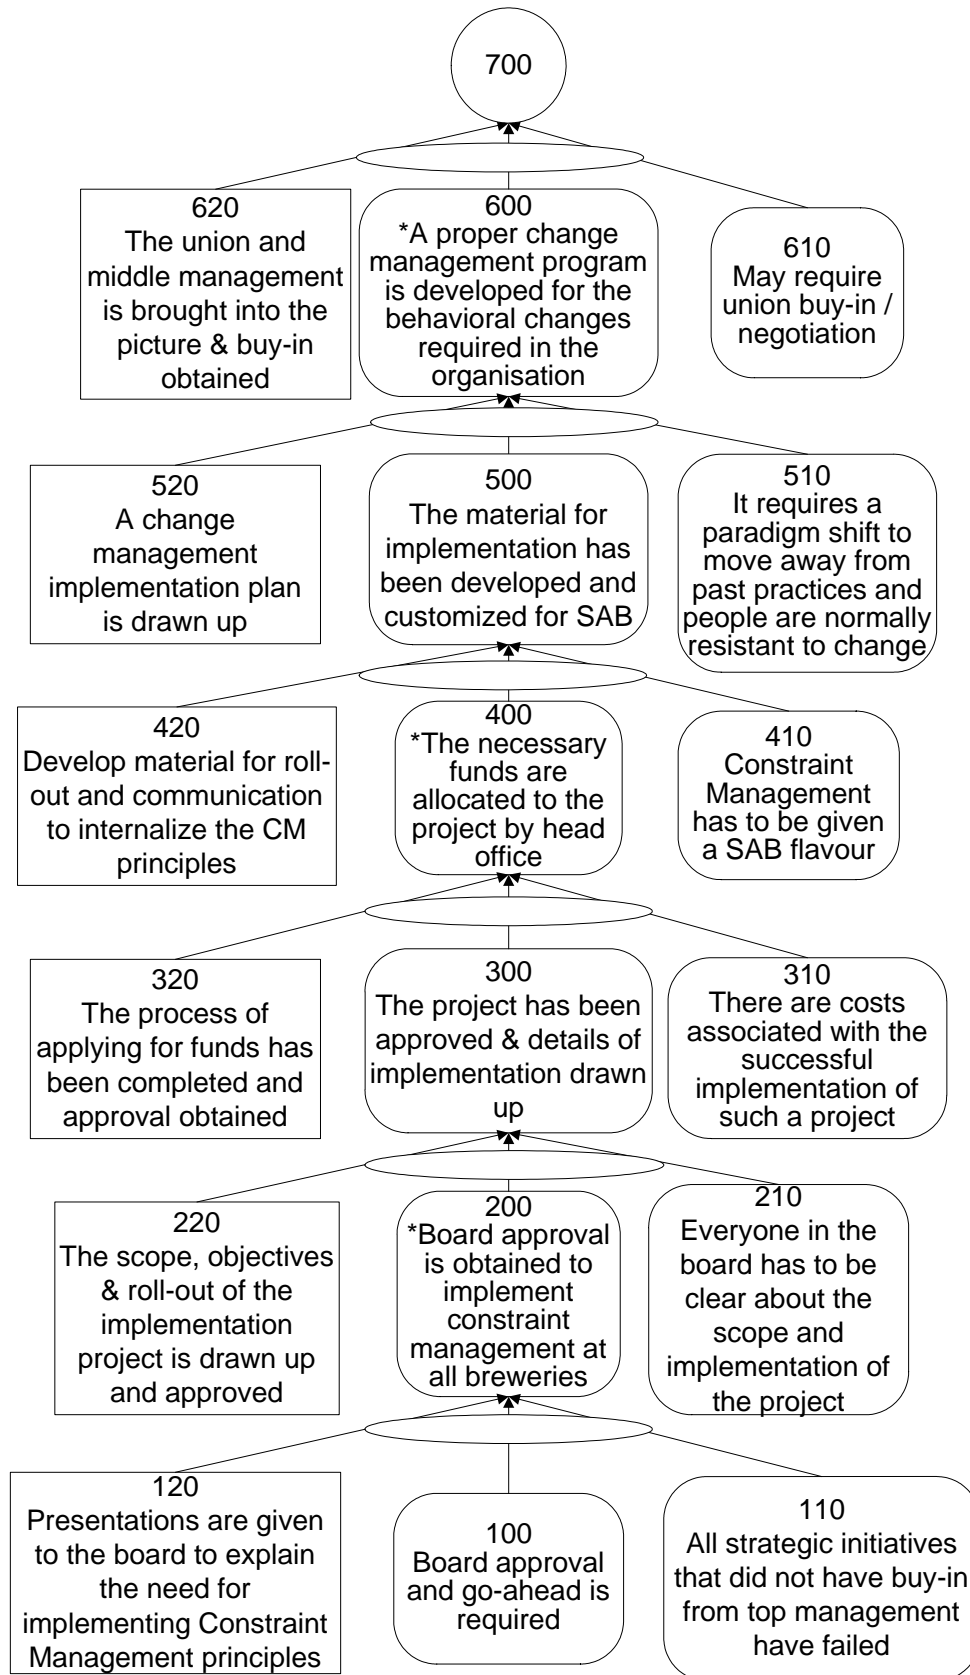 700
620
The union and
middle management
is brought into the
picture & buy-in
obtained
600
*A proper change
management program
is developed for the
behavioral changes
required in the
organisation
610
May require
union buy-in /
negotiation
520
A change
management
implementation plan
is drawn up
500
The material for
implementation has
been developed and
customized for SAB
510
It requires a
paradigm shift to
move away from
past practices and
people are normally
resistant to change
420
Develop material for roll-
out and communication
to internalize the CM
principles
400
*The necessary
funds are
allocated to the
project by head
office
410
Constraint
Management
has to be given
a SAB flavour
320
The process of
applying for funds has
been completed and
approval obtained
300
The project has been
approved & details of
implementation drawn
up
310
There are costs
associated with the
successful
implementation of
such a project
220
The scope, objectives
& roll-out of the
implementation
project is drawn up
and approved
200
*Board approval
is obtained to
implement
constraint
management at
all breweries
210
Everyone in the
board has to be
clear about the
scope and
implementation of
the project
120
Presentations are given
to the board to explain
the need for
implementing Constraint
Management principles
100
Board approval
and go-ahead is
required
110
All strategic initiatives
that did not have buy-in
from top management
have failed